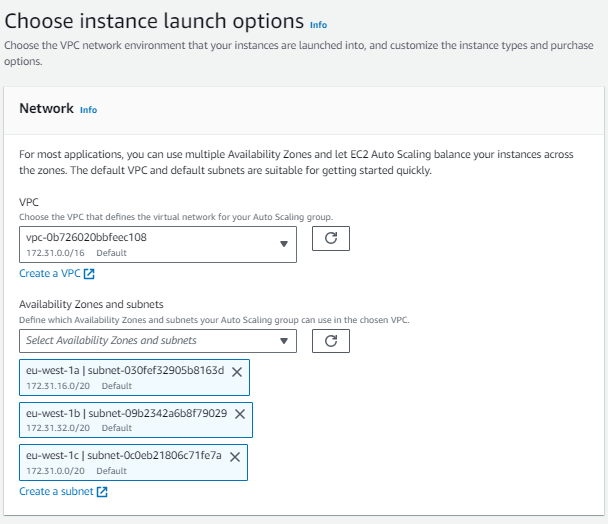 Choose instance launch options Info
Choose the VPC network environment that your instances are launched into, and customize the instance types and purchase
options.
Network Info
For most applications, you can use multiple Availability Zones and let EC2 Auto Scaling balance your instances across
the zones. The default VPC and default subnets are suitable for getting started quickly.
VPC
Choose the VPC that defines the virtual network for your Auto Scaling group.
vpc-0b726020bbfeec108
172.31.0.0/16 Default
Create a VPC
Availability Zones and subnets
Define which Availability Zones and subnets your Auto Scaling group can use in the chosen VPC.
Select Availability Zones and subnets
eu-west-1a | subnet-030fef32905b8163d
172.31.16.0/20 Default
eu-west-1b | subnet-09b2342a6b8f79029
172.31.32.0/20 Default
eu-west-1c | subnet-0c0eb21806c71fe7a
172.31.0.0/20 Default
Create a subnet